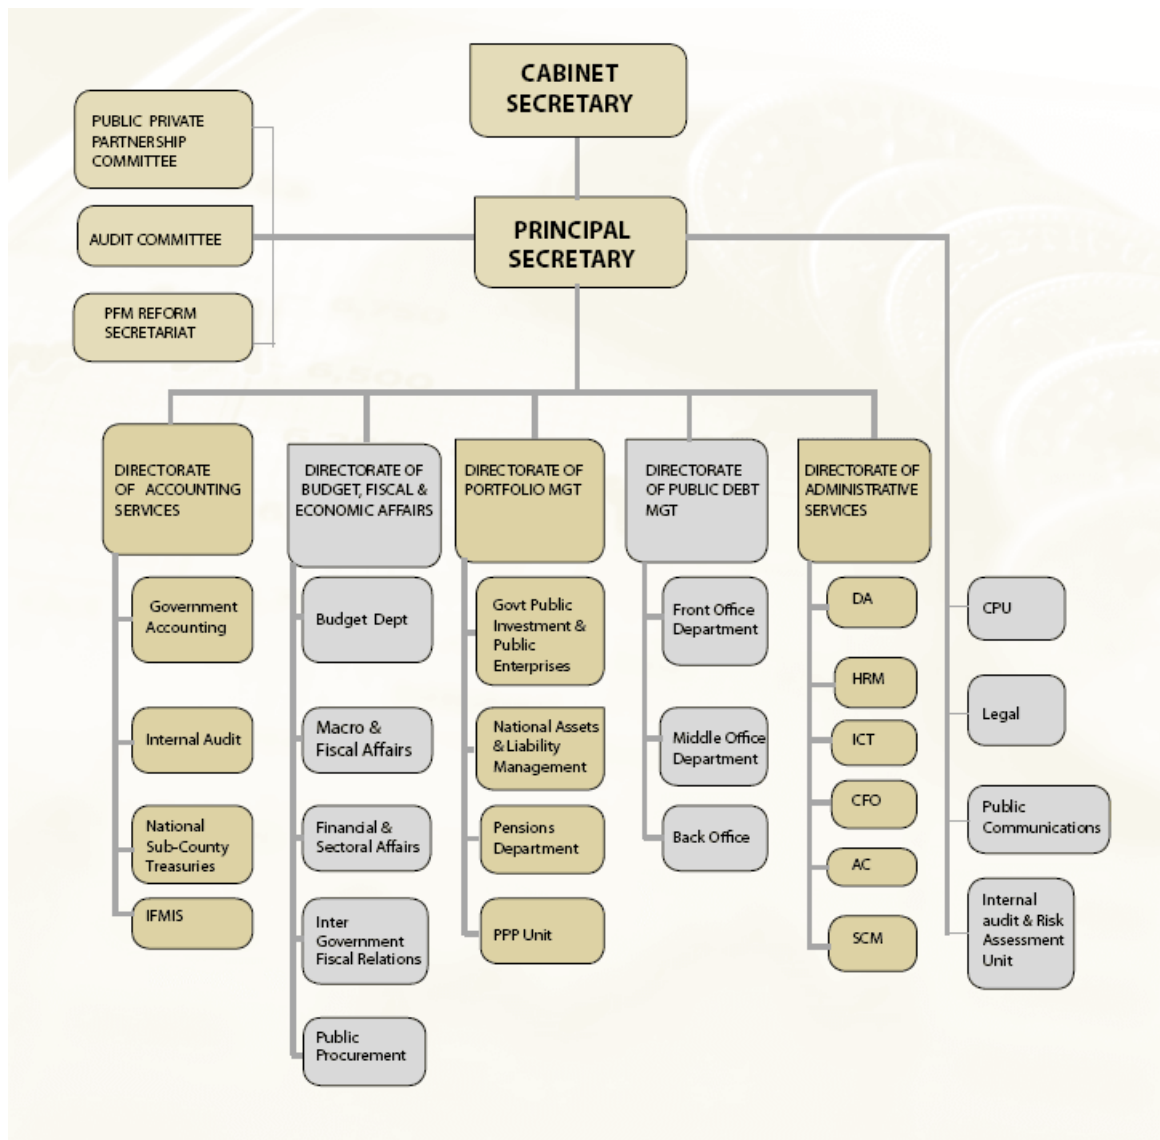 CABINET
SECRETARY
PUBLIC PRIVATE
PARTNERSHIP
COMMITTEE
AUDIT COMMITTEE
PFM REFORM
SECRETARIAT
PRINCIPAL
SECRETARY
DIRECTORATE
OF ACCOUNTING
SERVICES
Government
Accounting
Internal Audit
National
Sub-County
Treasuries
IFMIS
DIRECTORATE OF
BUDGET, FISCAL &
ECONOMIC AFFAIRS
Budget Dept
Macro &
Fiscal Affairs
Financial &
Sectoral Affairs
Inter
Government
Fiscal Relations
Public
Procurement
DIRECTORATE OF
PORTFOLIO MGT
Govt Public
Investment &
Public
Enterprises
National Assets
& Liability
Management
Pensions
Department
PPP Unit
DIRECTORATE
OF PUBLIC DEBT
MGT
Front Office
Department
Middle Office
Department
Back Office
DIRECTORATE OF
ADMINISTRATIVE
SERVICES
DA
HRM
ICT
CFO
AC
SCM
CPU
Legal
Public
Communications
Internal
audit & Risk
Assessment
Unit